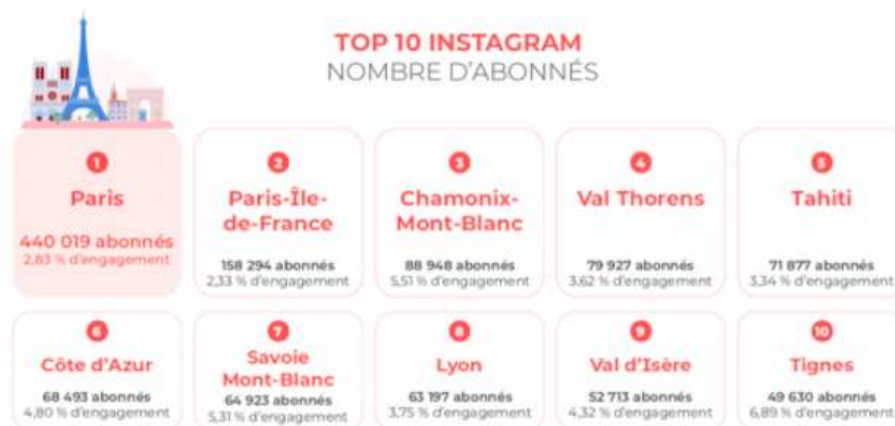 TOP 10 INSTAGRAM
NOMBRE D'ABONNÉS
1
Paris
440 019 abonnés
2,83 % d'engagement
2
Paris-Île-
de-France
158 294 abonnés
2,33 % d'engagement
3
Chamonix-
Mont-Blanc
88 948 abonnés
5,51 % d'engagement
4
Val Thorens
79 927 abonnés
3,62 % d'engagement
5
Tahiti
71 877 abonnés
3,34 % d'engagement
6
Côte d'Azur
68 493 abonnés
4,80 % d'engagement
7
Savoie
Mont-Blanc
64 923 abonnés
5,31 % d'engagement
8
Lyon
63 197 abonnés
3,75 % d'engagement
9
Val d'Isère
52 713 abonnés
4,32 % d'engagement
10
Tignes
49 630 abonnés
6,89 % d'engagement